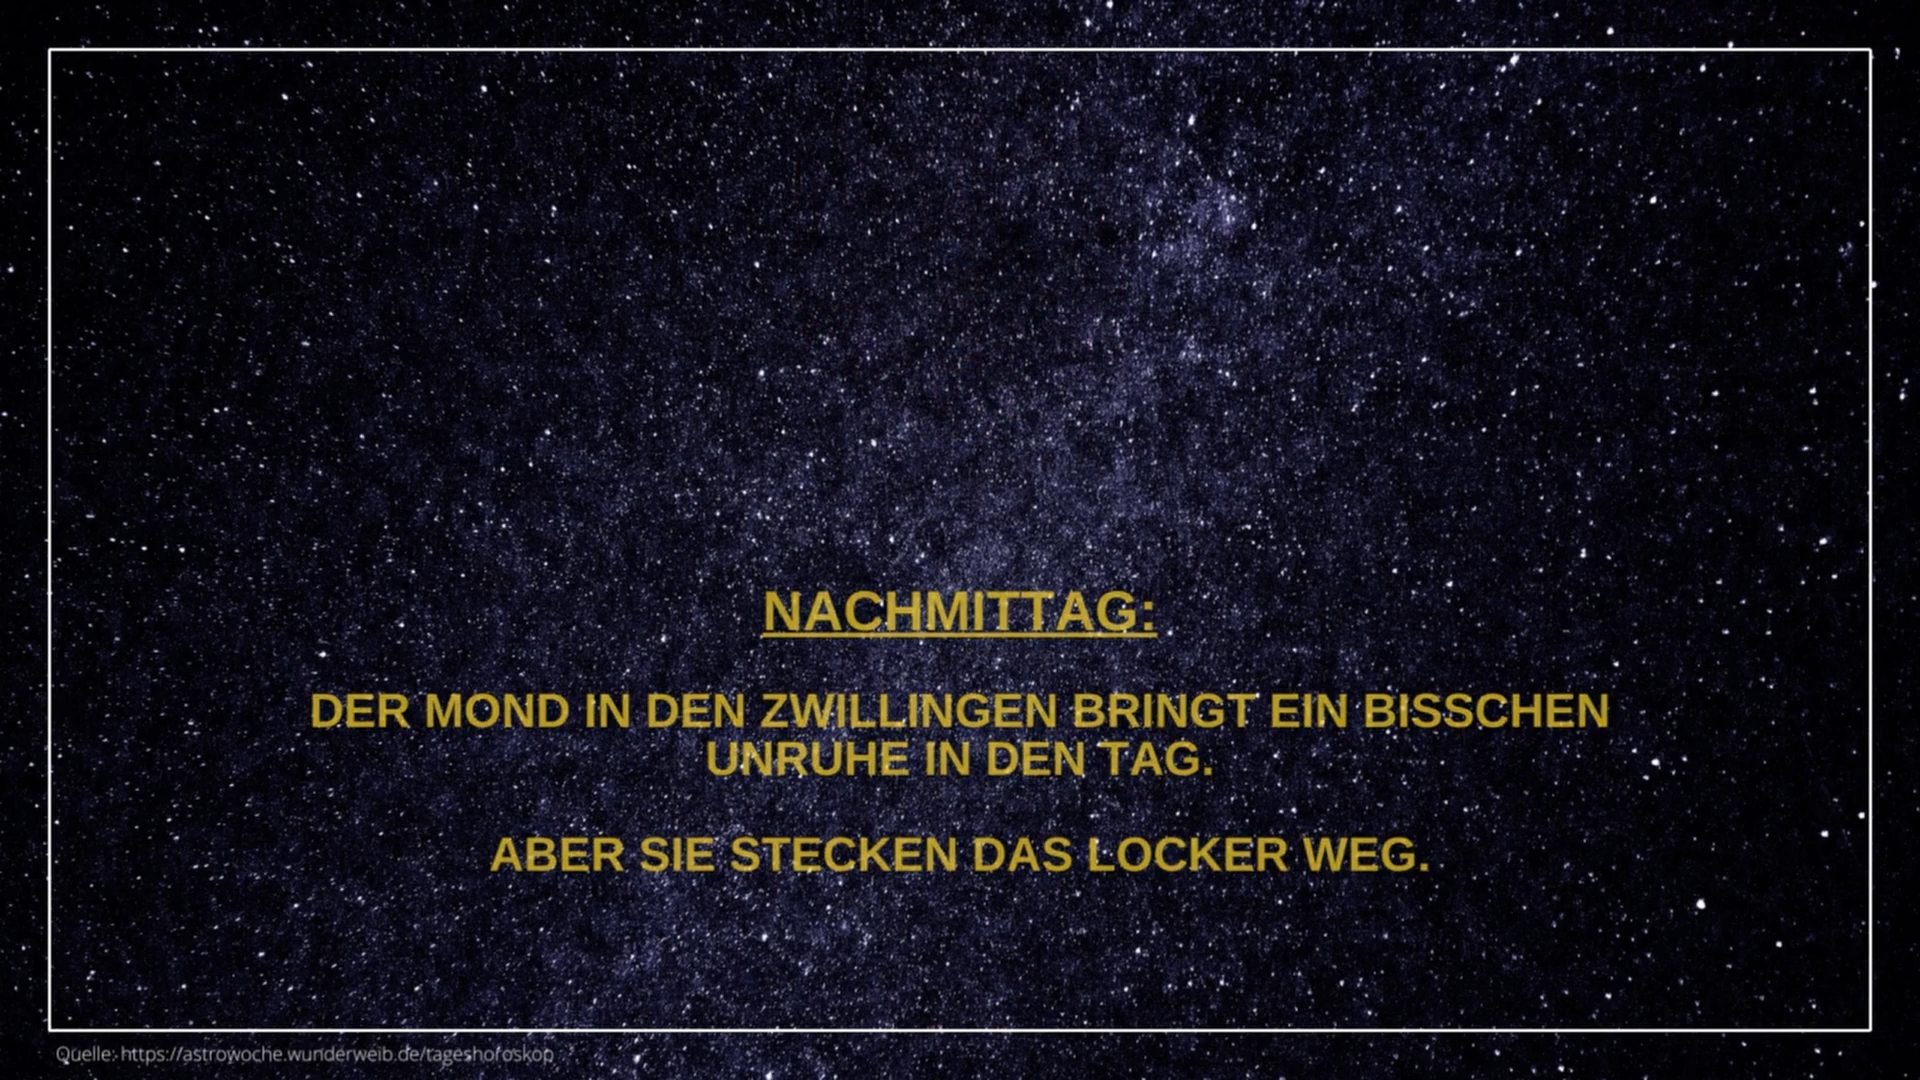 NACHMITTAG:
DER MOND IN DEN ZWILLINGEN BRINGT EIN BISSCHEN
UNRUHE IN DEN TAG.
ABER SIE STECKEN DAS LOCKER WEG.
Quelle: https://astrowoche.wunderweib.de/tageshoroskop